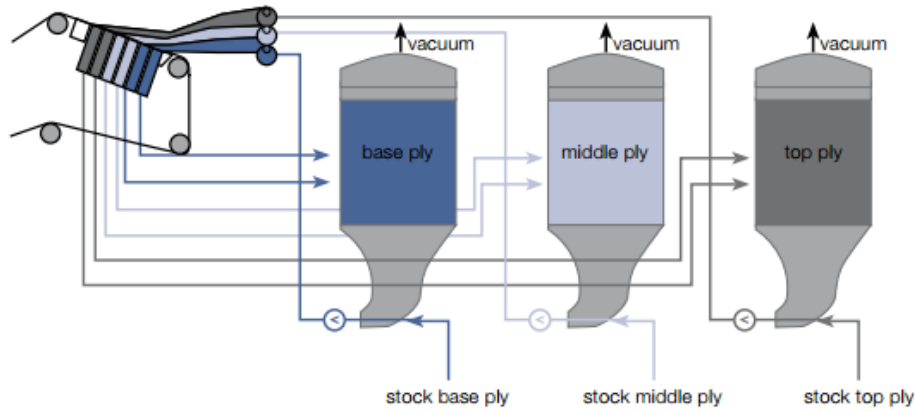 vacuum
vacuum
vacuum
base ply
middle ply
top ply
stock base ply
stock middle ply
stock top ply